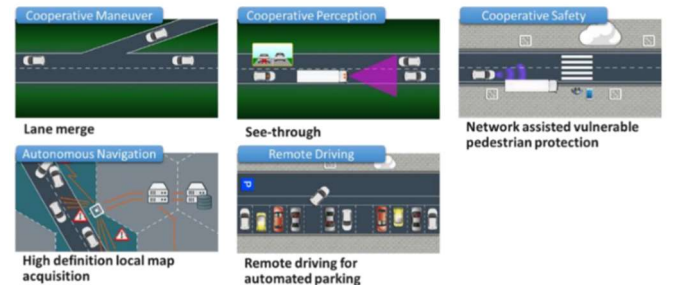 Cooperative Maneuver
Lane merge
Cooperative Perception
See-through
Cooperative Safety
Network assisted vulnerable
pedestrian protection
Autonomous Navigation
High definition local map
acquisition
Remote Driving
P
Remote driving for
automated parking